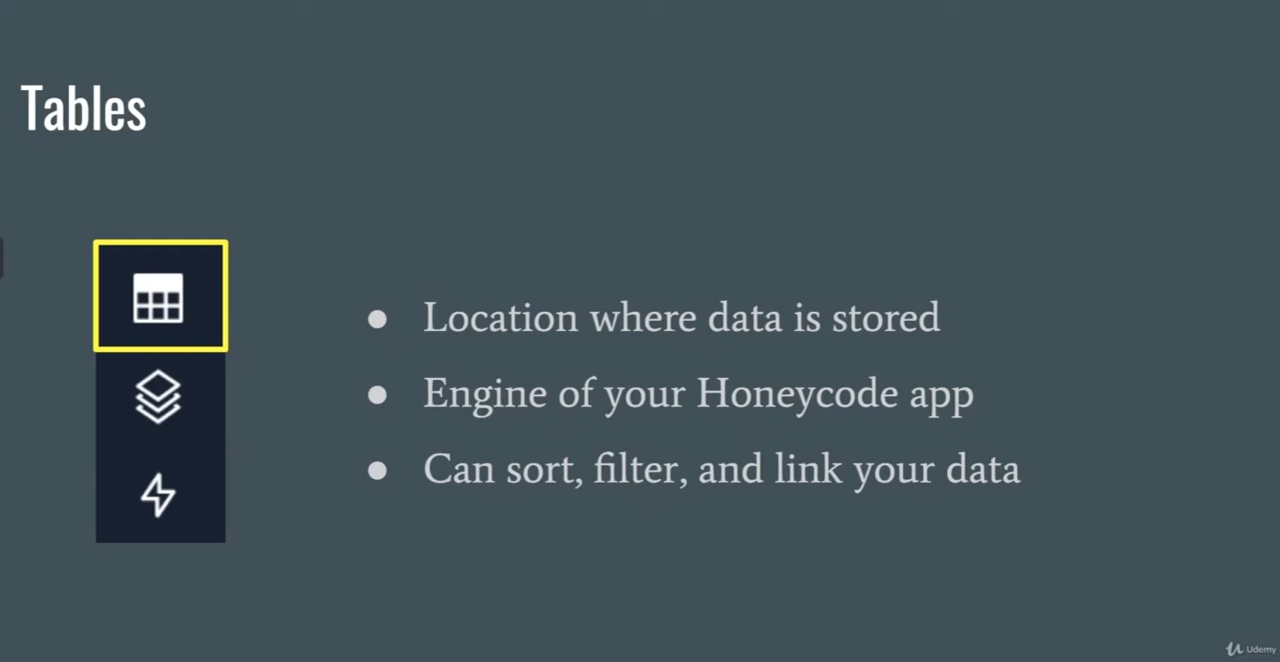 Tables
● Location where data is stored
● Engine of your Honeycode app
● Can sort, filter, and link your data
Udemy